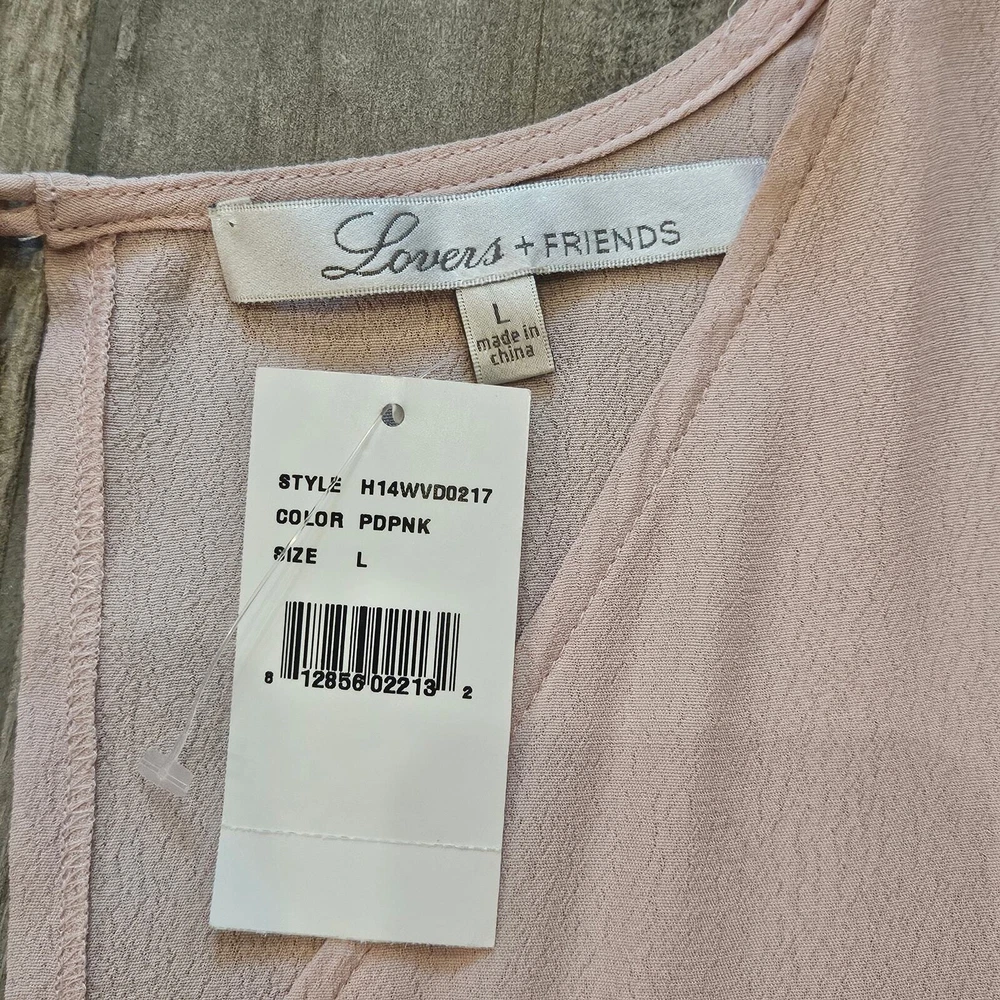 Lovers + FRIENDS
L
made in
china
STYLE H14WVD0217
COLOR PDPNK
SIZE L
8 12856 02213 2